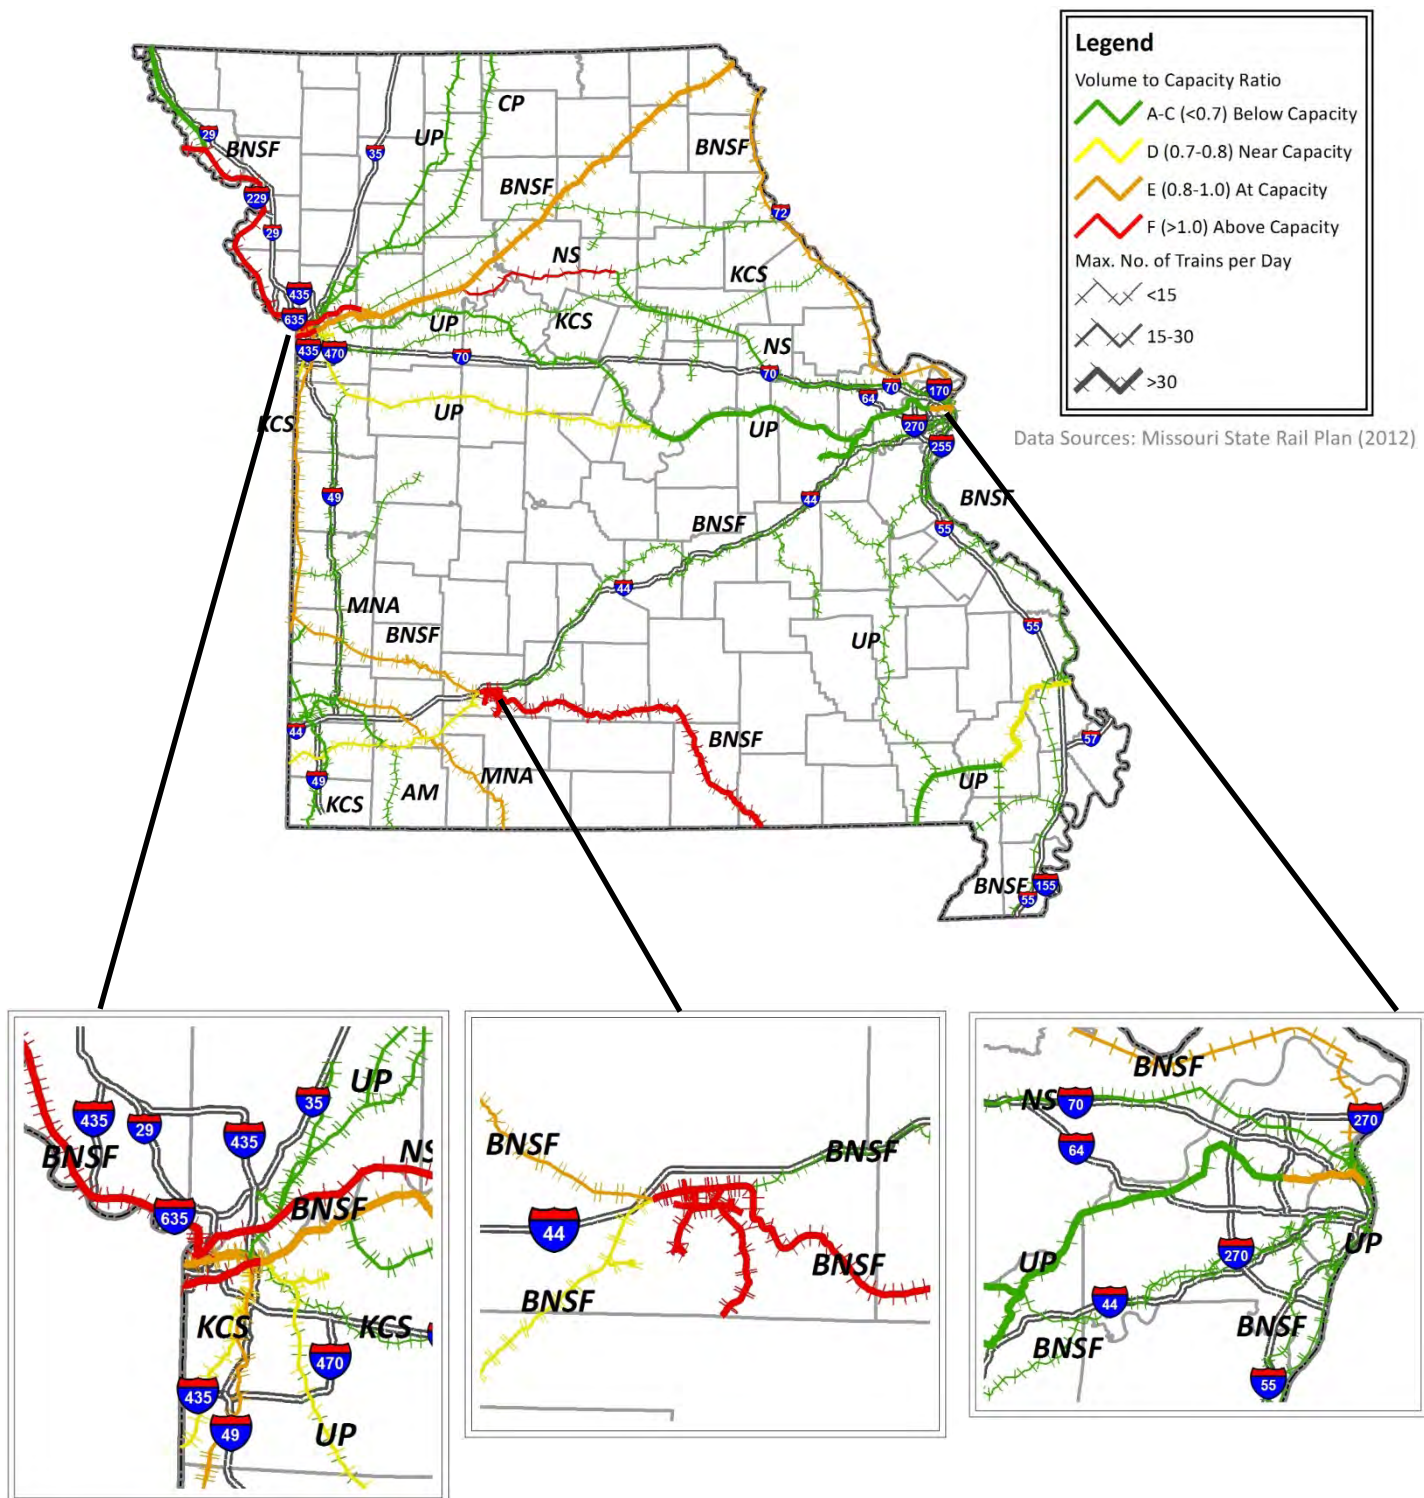 Legend
Volume to Capacity Ratio
A-C (<0.7) Below Capacity
D (0.7-0.8) Near Capacity
E (0.8-1.0) At Capacity
F (>1.0) Above Capacity
Max. No. of Trains per Day
<15
15-30
>30
Data Sources: Missouri State Rail Plan (2012)
CP
29
BNSF
35
UP
BNSF
BNSF
229
72
29
NS
KCS
435
635
UP
KCS
NS
435
470
70
70
70
170
64
KCS
UP
UP
270
255
49
44
BNSF
BNSF
55
44
MNA
BNSF
55
UP
44
BNSF
57
49
MNA
UP
KCS
AM
BNSF
155
55
35
UP
435
29
435
BNSF
NS
635
BNSF
KCS
KCS
470
435
49
UP
BNSF
BNSF
44
BNSF
BNSF
BNSF
NS
70
270
64
UP
270
UP
44
BNSF
BNSF
55